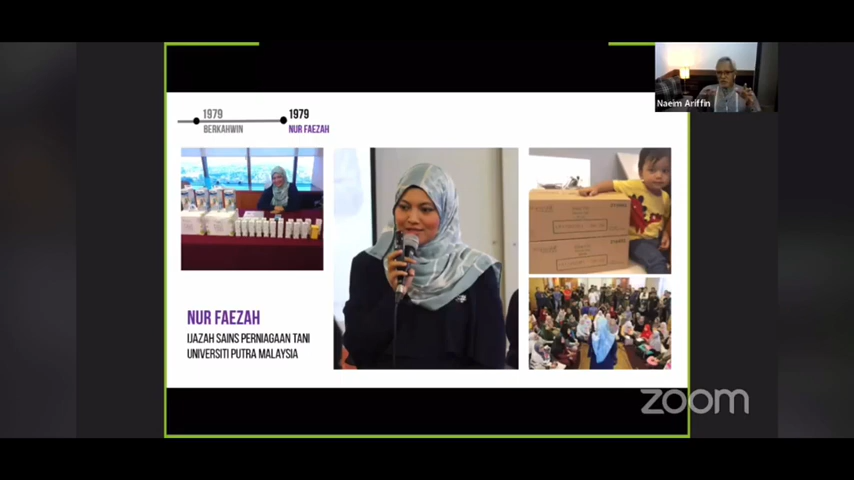 1979
BERKAHWIN
1979
NUR FAEZAH
NUR FAEZAH
IJAZAH SAINS PERNIAGAAN TANI
UNIVERSITI PUTRA MALAYSIA
Naeim Ariffin
zoom